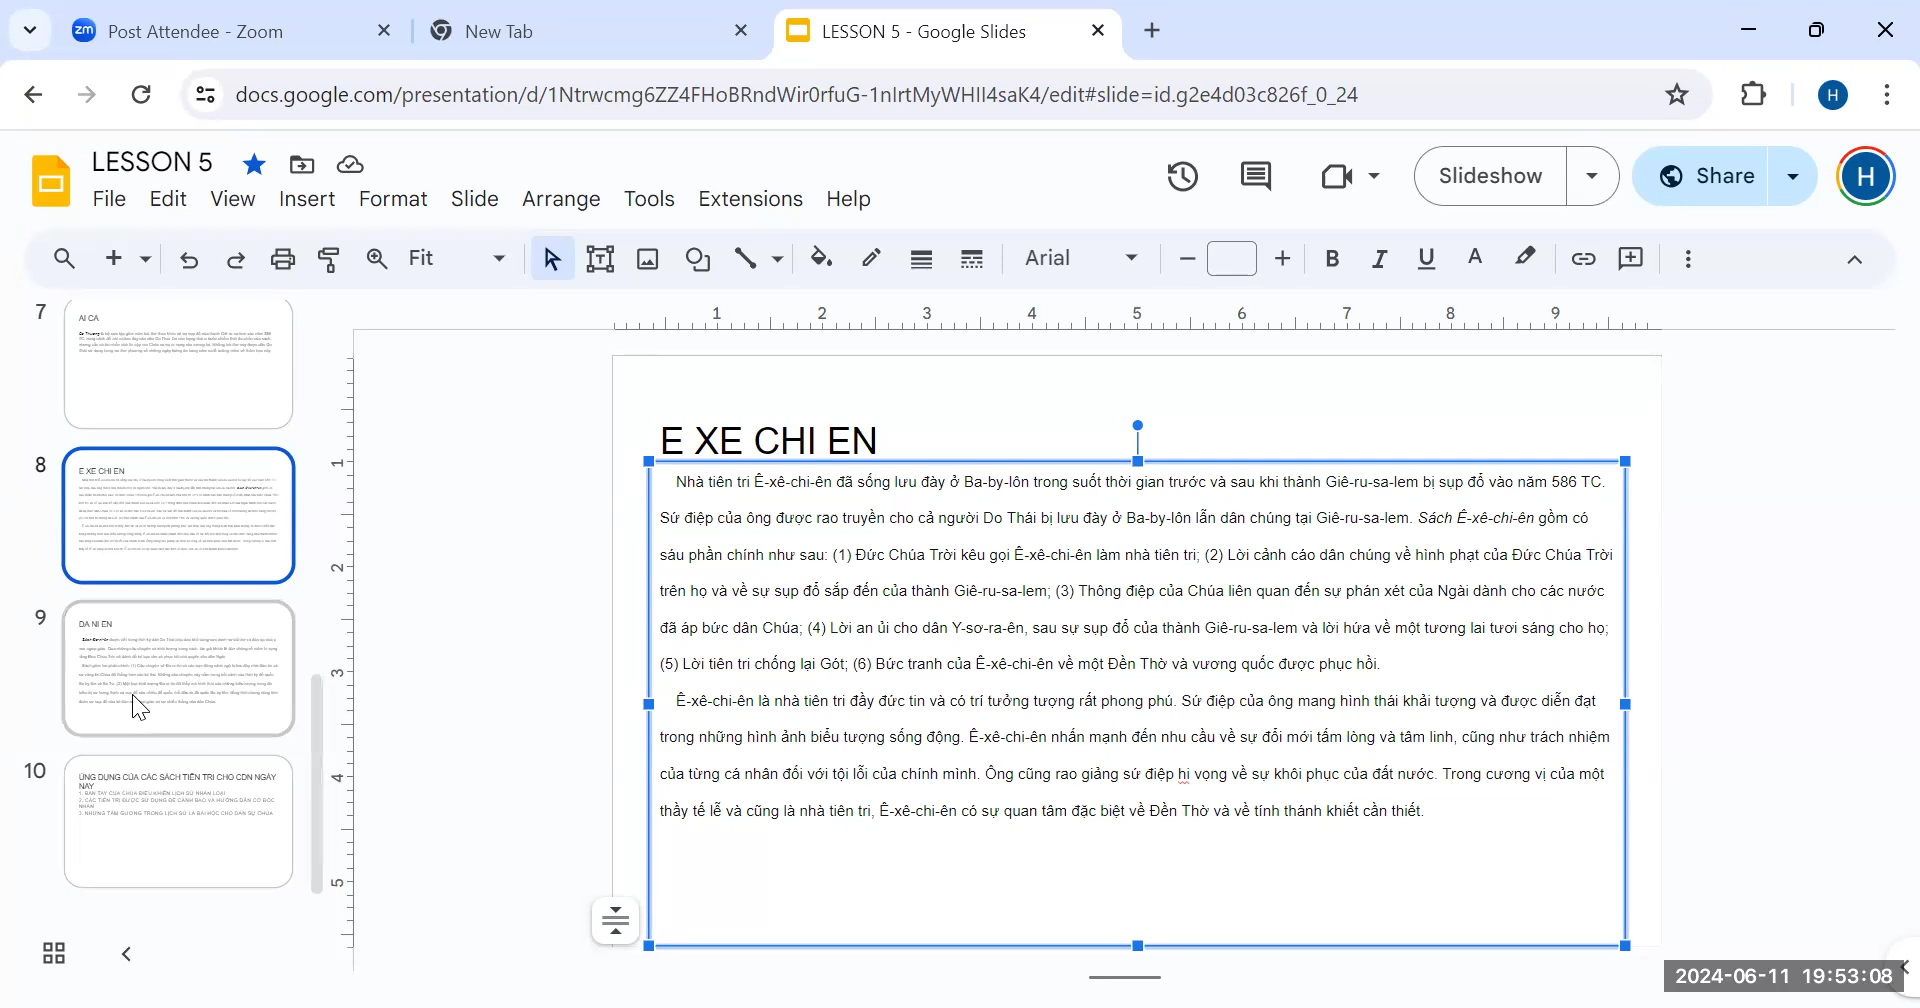 Post Attendee - Zoom
New Tab
LESSON 5 - Google Slides
docs.google.com/presentation/d/1Ntrwcmg6ZZ4FHoBRndWir0rfuG-1nIrtMyWHII4saK4/edit#slide=id.g2e4d03c826f_0_24
H
LESSON 5
File Edit View Insert Format Slide Arrange Tools Extensions Help
Slideshow
Share
H
Fit
Arial
1 2 3 4 5 6 7 8 9
7
AI CA
8
E XE CHI EN
9
DA NI EN
10
ỨNG DỤNG CỦA CÁC SÁCH TIÊN TRI CHO CDN NGÀY NAY
1. BÀN TAY CỦA CHÚA ĐIỀU KHIỂN LỊCH SỬ NHÂN LOẠI
2. CÁC TIÊN TRI ĐƯỢC SỬ DỤNG ĐỂ CẢNH BÁO VÀ HƯỚNG DẪN CƠ ĐỐC NHÂN
3. NHỮNG TẤM GƯƠNG TRONG LỊCH SỬ LÀ BÀI HỌC CHO DÂN SỰ CHÚA
1
2
3
4
5
E XE CHI EN
Nhà tiên tri Ê-xê-chi-ên đã sống lưu đày ở Ba-by-lôn trong suốt thời gian trước và sau khi thành Giê-ru-sa-lem bị sụp đổ vào năm 586 TC.
Sứ điệp của ông được rao truyền cho cả người Do Thái bị lưu đày ở Ba-by-lôn lẫn dân chúng tại Giê-ru-sa-lem. Sách Ê-xê-chi-ên gồm có
sáu phần chính như sau: (1) Đức Chúa Trời kêu gọi Ê-xê-chi-ên làm nhà tiên tri; (2) Lời cảnh cáo dân chúng về hình phạt của Đức Chúa Trời
trên họ và về sự sụp đổ sắp đến của thành Giê-ru-sa-lem; (3) Thông điệp của Chúa liên quan đến sự phán xét của Ngài dành cho các nước
đã áp bức dân Chúa; (4) Lời an ủi cho dân Y-sơ-ra-ên, sau sự sụp đổ của thành Giê-ru-sa-lem và lời hứa về một tương lai tươi sáng cho họ;
(5) Lời tiên tri chống lại Gót; (6) Bức tranh của Ê-xê-chi-ên về một Đền Thờ và vương quốc được phục hồi.
Ê-xê-chi-ên là nhà tiên tri đầy đức tin và có trí tưởng tượng rất phong phú. Sứ điệp của ông mang hình thái khải tượng và được diễn đạt
trong những hình ảnh biểu tượng sống động. Ê-xê-chi-ên nhấn mạnh đến nhu cầu về sự đổi mới tấm lòng và tâm linh, cũng như trách nhiệm
của từng cá nhân đối với tội lỗi của chính mình. Ông cũng rao giảng sứ điệp hi vọng về sự khôi phục của đất nước. Trong cương vị của một
thầy tế lễ và cũng là nhà tiên tri, Ê-xê-chi-ên có sự quan tâm đặc biệt về Đền Thờ và về tính thánh khiết cần thiết.
2024-06-11 19:53:08